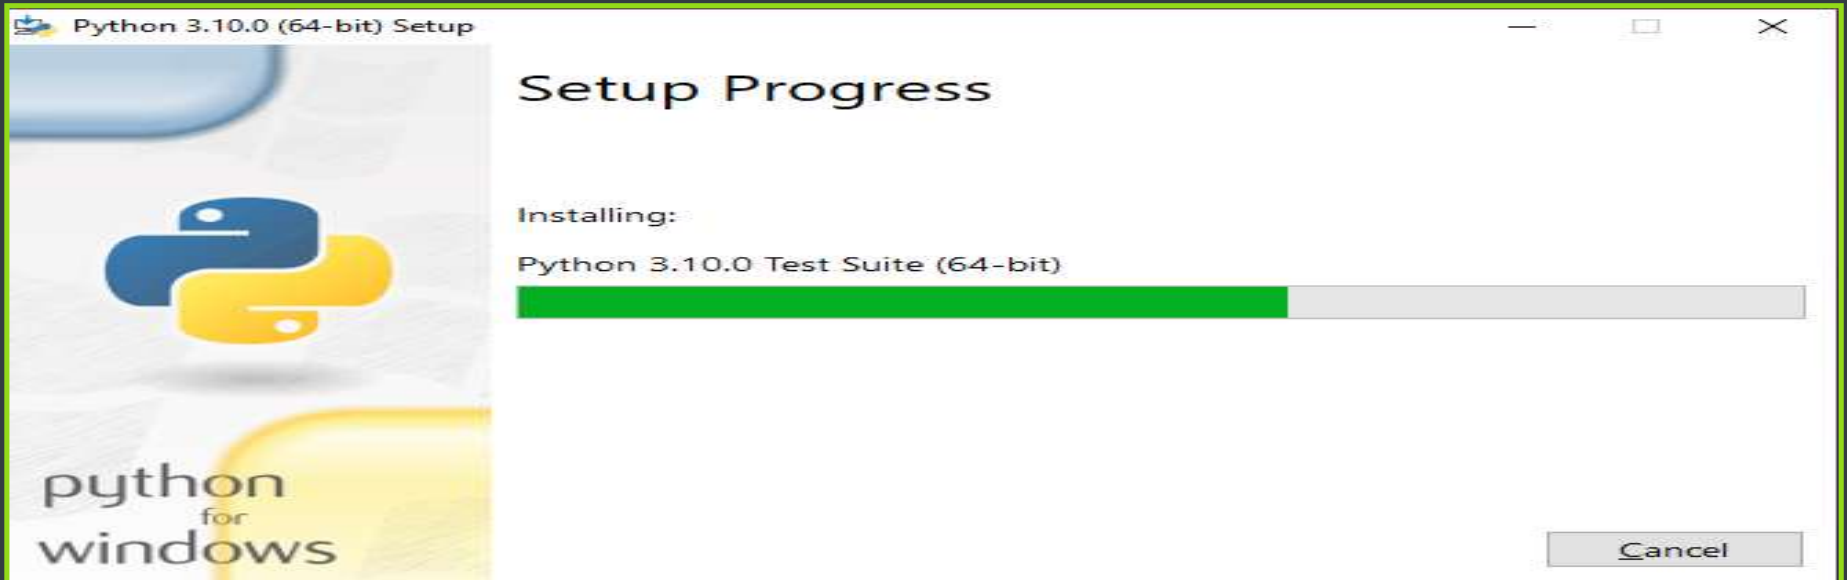 Python 3.10.0 (64-bit) Setup
Setup Progress
Installing:
Python 3.10.0 Test Suite (64-bit)
python
for
windows
Cancel